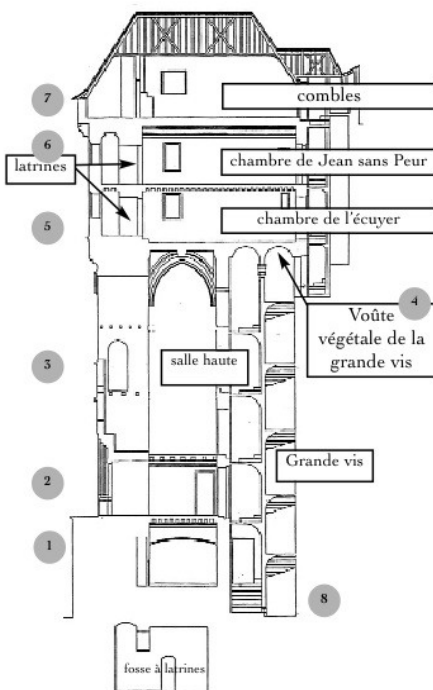 7
combles
6
latrines
chambre de Jean sans Peur
chambre de l'écuyer
5
4
Voûte
végétale de la
grande vis
salle haute
3
Grande vis
2
1
8
fosse à latrines